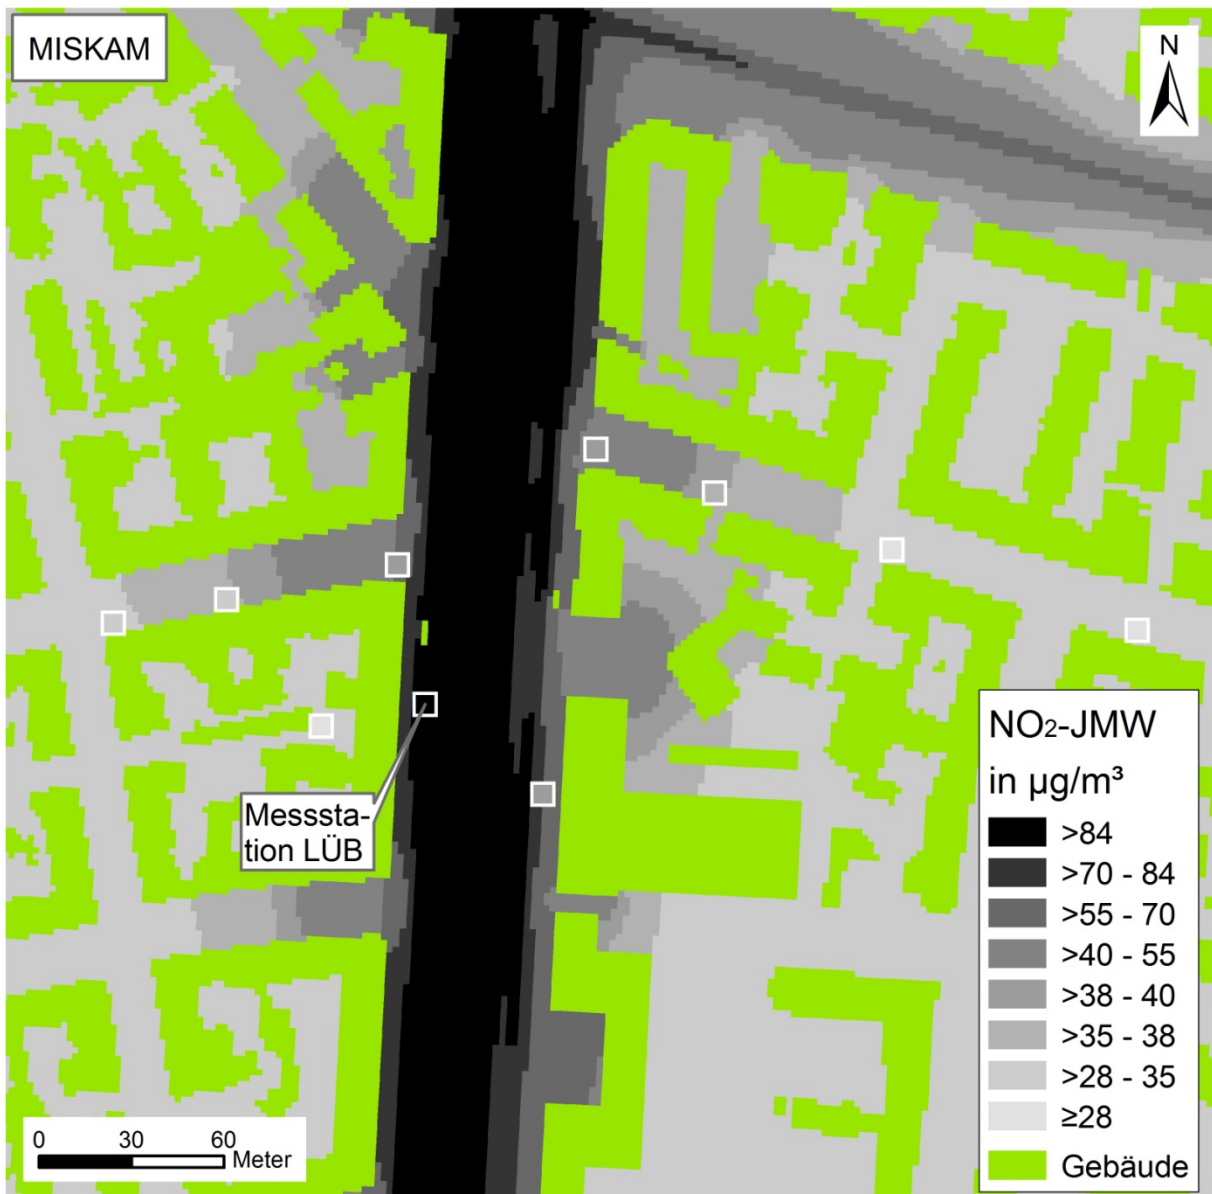 MISKAM
N
Messsta-
tion LÜB
NO₂-JMW
in µg/m³
>84
>70 - 84
>55 - 70
>40 - 55
>38 - 40
>35 - 38
>28 - 35
≥28
Gebäude
0 30 60
Meter